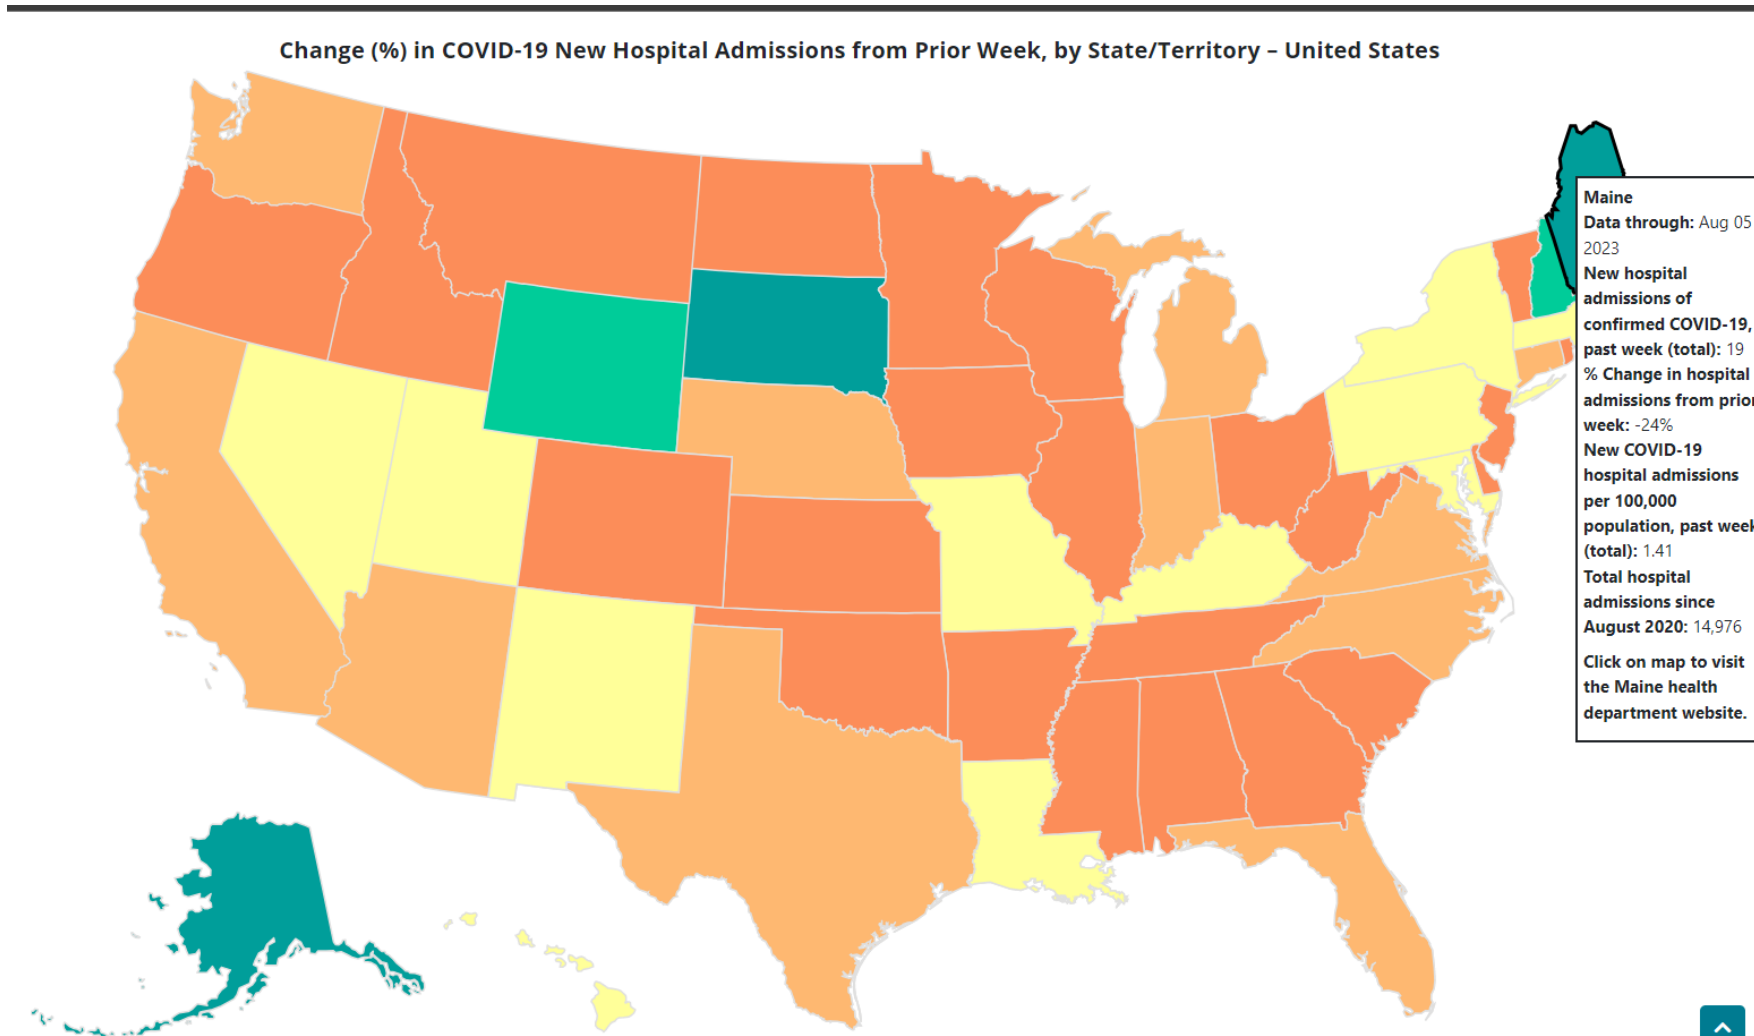 Change (%) in COVID-19 New Hospital Admissions from Prior Week, by State/Territory – United States
Maine
Data through: Aug 05
2023
New hospital
admissions of
confirmed COVID-19,
past week (total): 19
% Change in hospital
admissions from prior
week: -24%
New COVID-19
hospital admissions
per 100,000
population, past week
(total): 1.41
Total hospital
admissions since
August 2020: 14,976
Click on map to visit
the Maine health
department website.